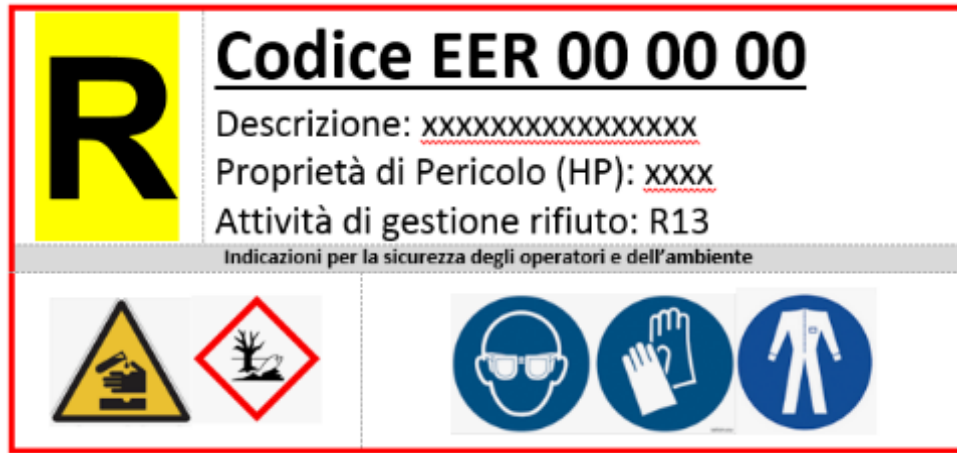 R
Codice EER 00 00 00
Descrizione: xxxxxxxxxxxxxxxx
Proprietà di Pericolo (HP): xxxx
Attività di gestione rifiuto: R13
Indicazioni per la sicurezza degli operatori e dell'ambiente